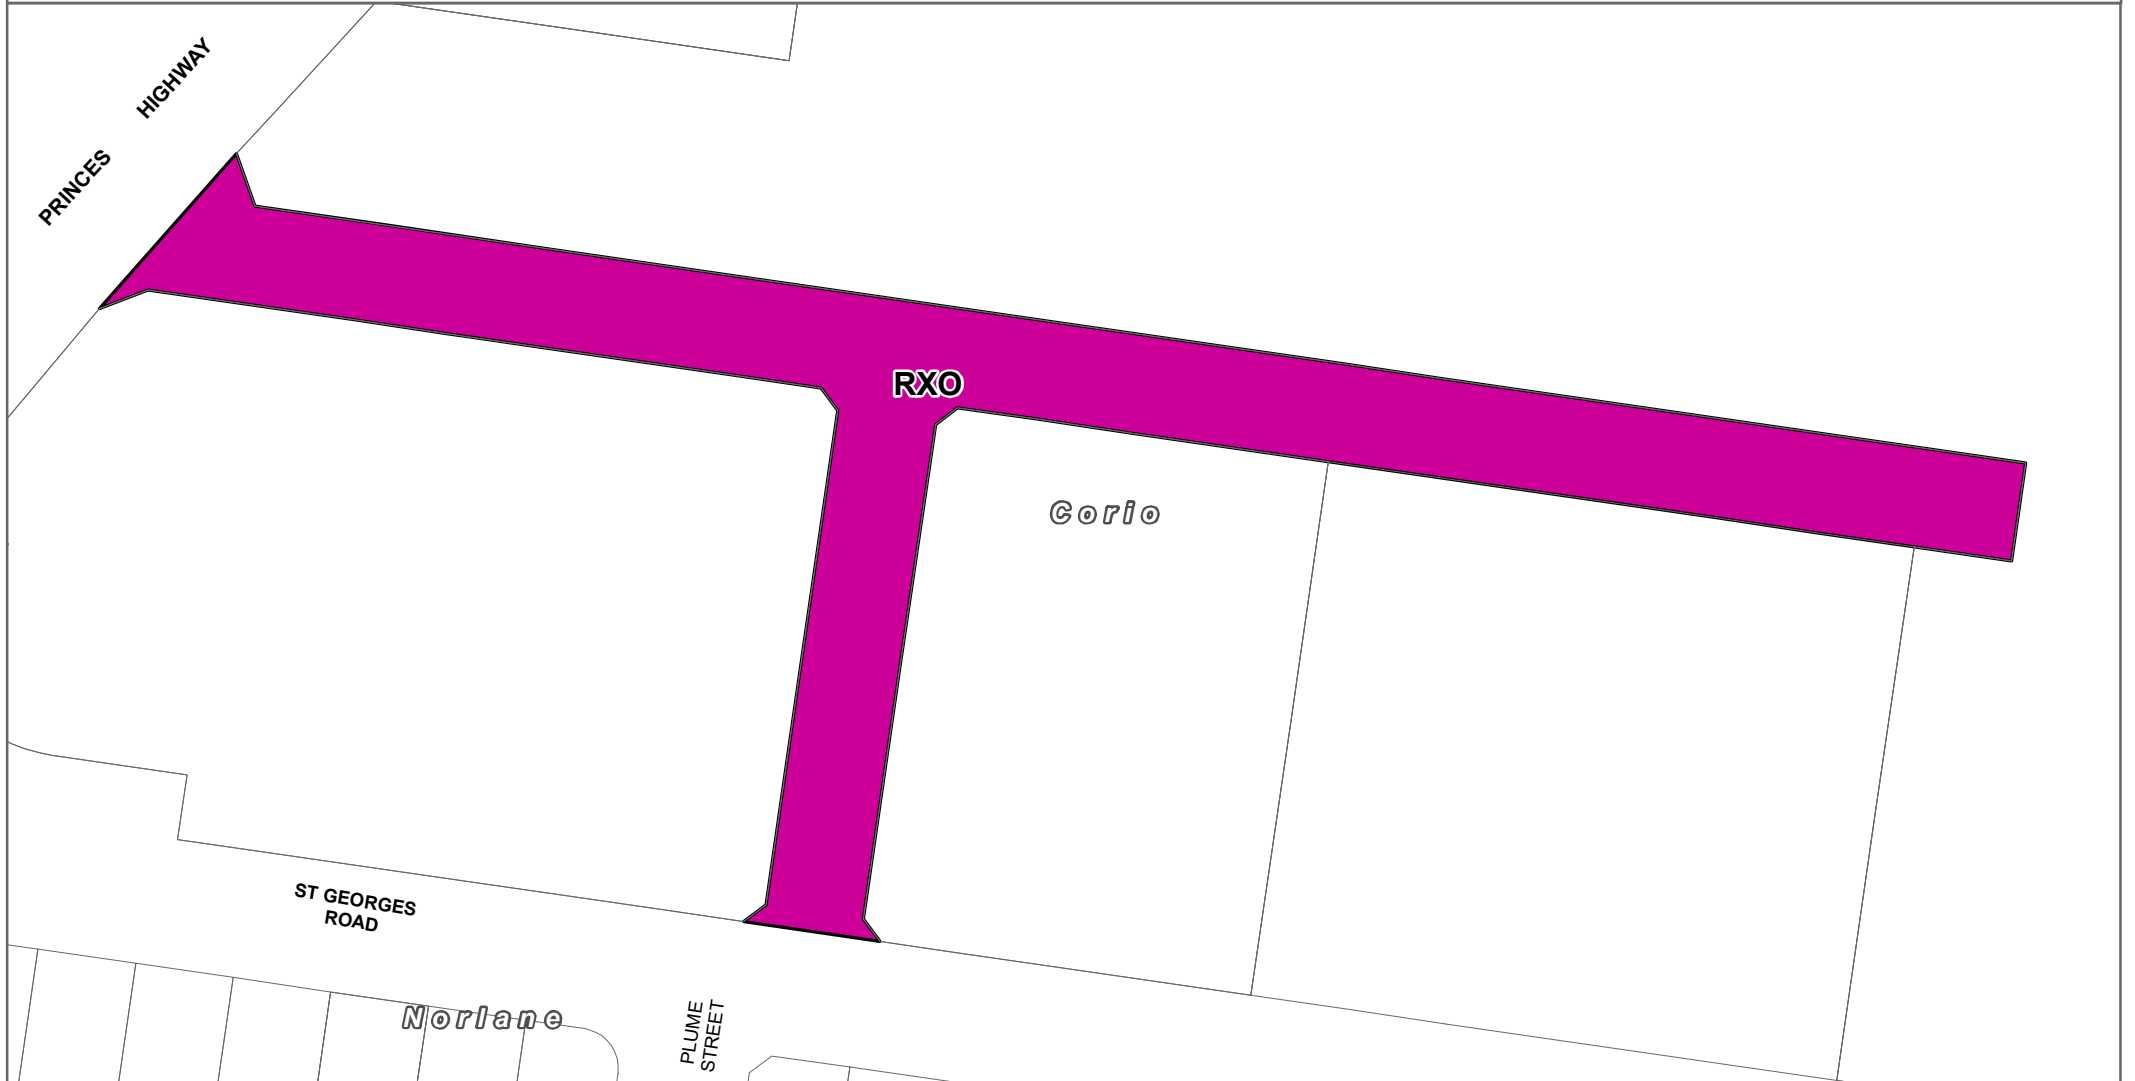 PRINCES HIGHWAY
RXO
Corio
ST GEORGES
ROAD
Norlane
PLUME
STREET